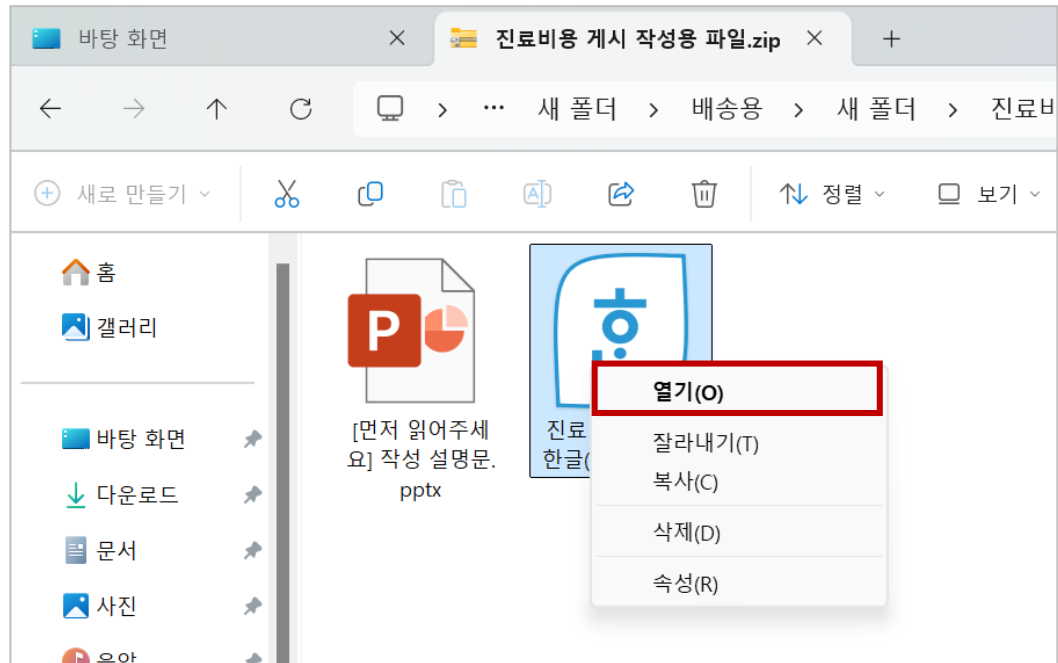 바탕 화면
진료비용 게시 작성용 파일.zip
> ··· 새 폴더 > 배송용 > 새 폴더 > 진료비
새로 만들기
정렬
보기
홈
갤러리
바탕 화면
다운로드
문서
사진
음악
P
[먼저 읽어주세
요] 작성 설명문.
pptx
진료
한글(
열기(O)
잘라내기(T)
복사(C)
삭제(D)
속성(R)